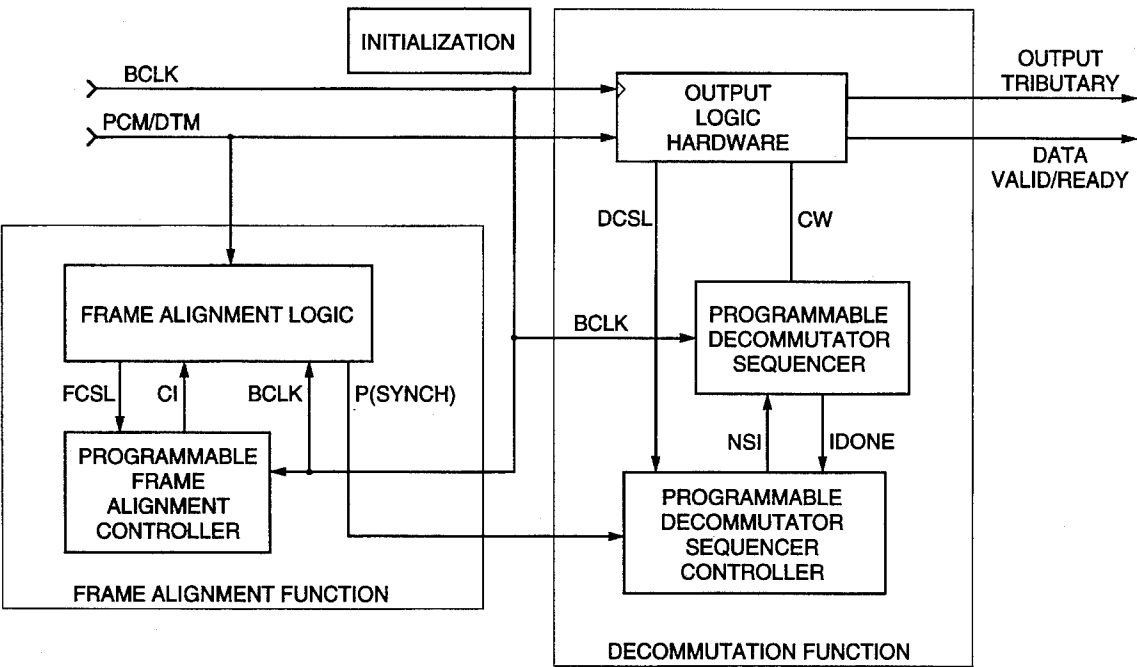 INITIALIZATION
BCLK
PCM/DTM
OUTPUT
LOGIC
HARDWARE
OUTPUT
TRIBUTARY
DATA
VALID/READY
DCSL
CW
FRAME ALIGNMENT LOGIC
BCLK
PROGRAMMABLE
DECOMMUTATOR
SEQUENCER
FCSL
CI
BCLK
P(SYNCH)
NSI
IDONE
PROGRAMMABLE
FRAME
ALIGNMENT
CONTROLLER
PROGRAMMABLE
DECOMMUTATOR
SEQUENCER
CONTROLLER
FRAME ALIGNMENT FUNCTION
DECOMMUTATION FUNCTION